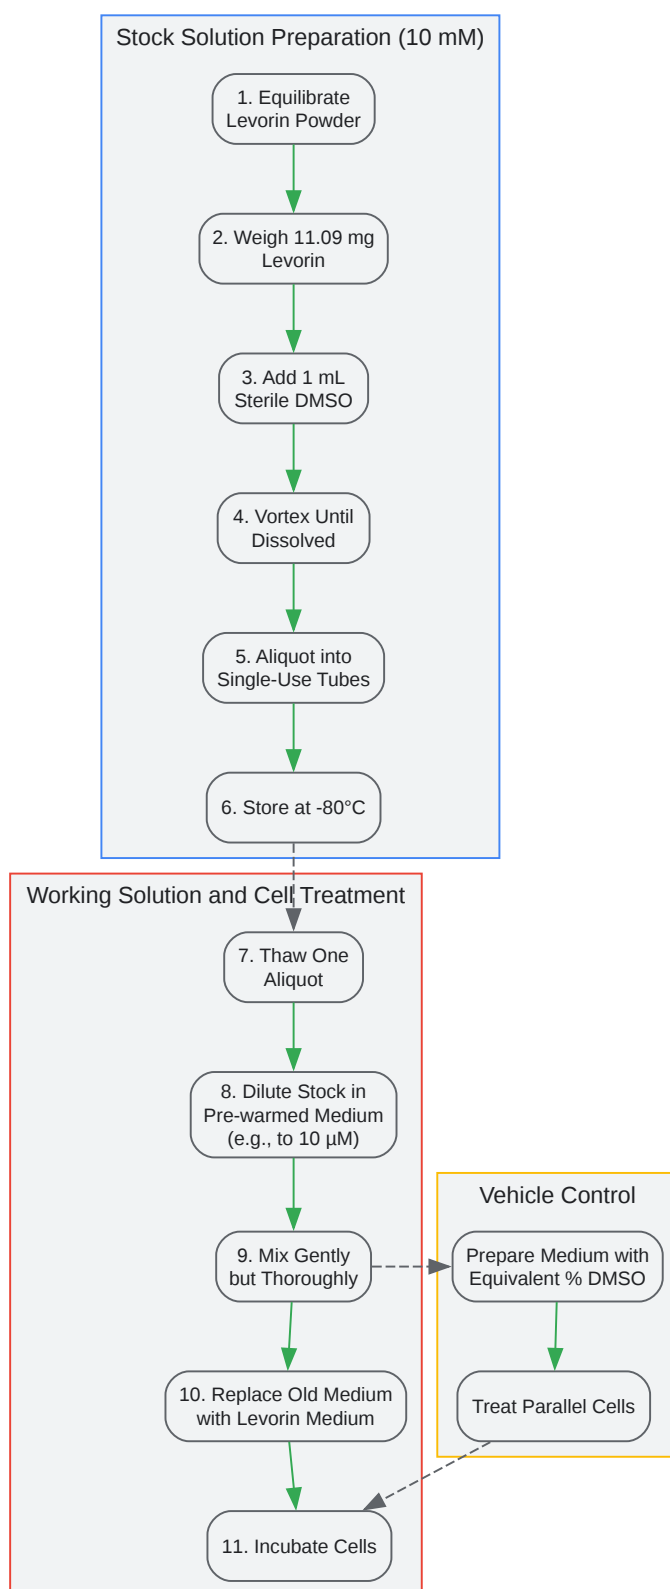 Stock Solution Preparation (10 mM)
1. Equilibrate
Levorin Powder
2. Weigh 11.09 mg
Levorin
3. Add 1 mL
Sterile DMSO
4. Vortex Until
Dissolved
5. Aliquot into
Single-Use Tubes
6. Store at -80°C
Working Solution and Cell Treatment
7. Thaw One
Aliquot
8. Dilute Stock in
Pre-warmed Medium
(e.g., to 10 µM)
9. Mix Gently
but Thoroughly
Vehicle Control
Prepare Medium with
Equivalent % DMSO
10. Replace Old Medium
with Levorin Medium
Treat Parallel Cells
11. Incubate Cells